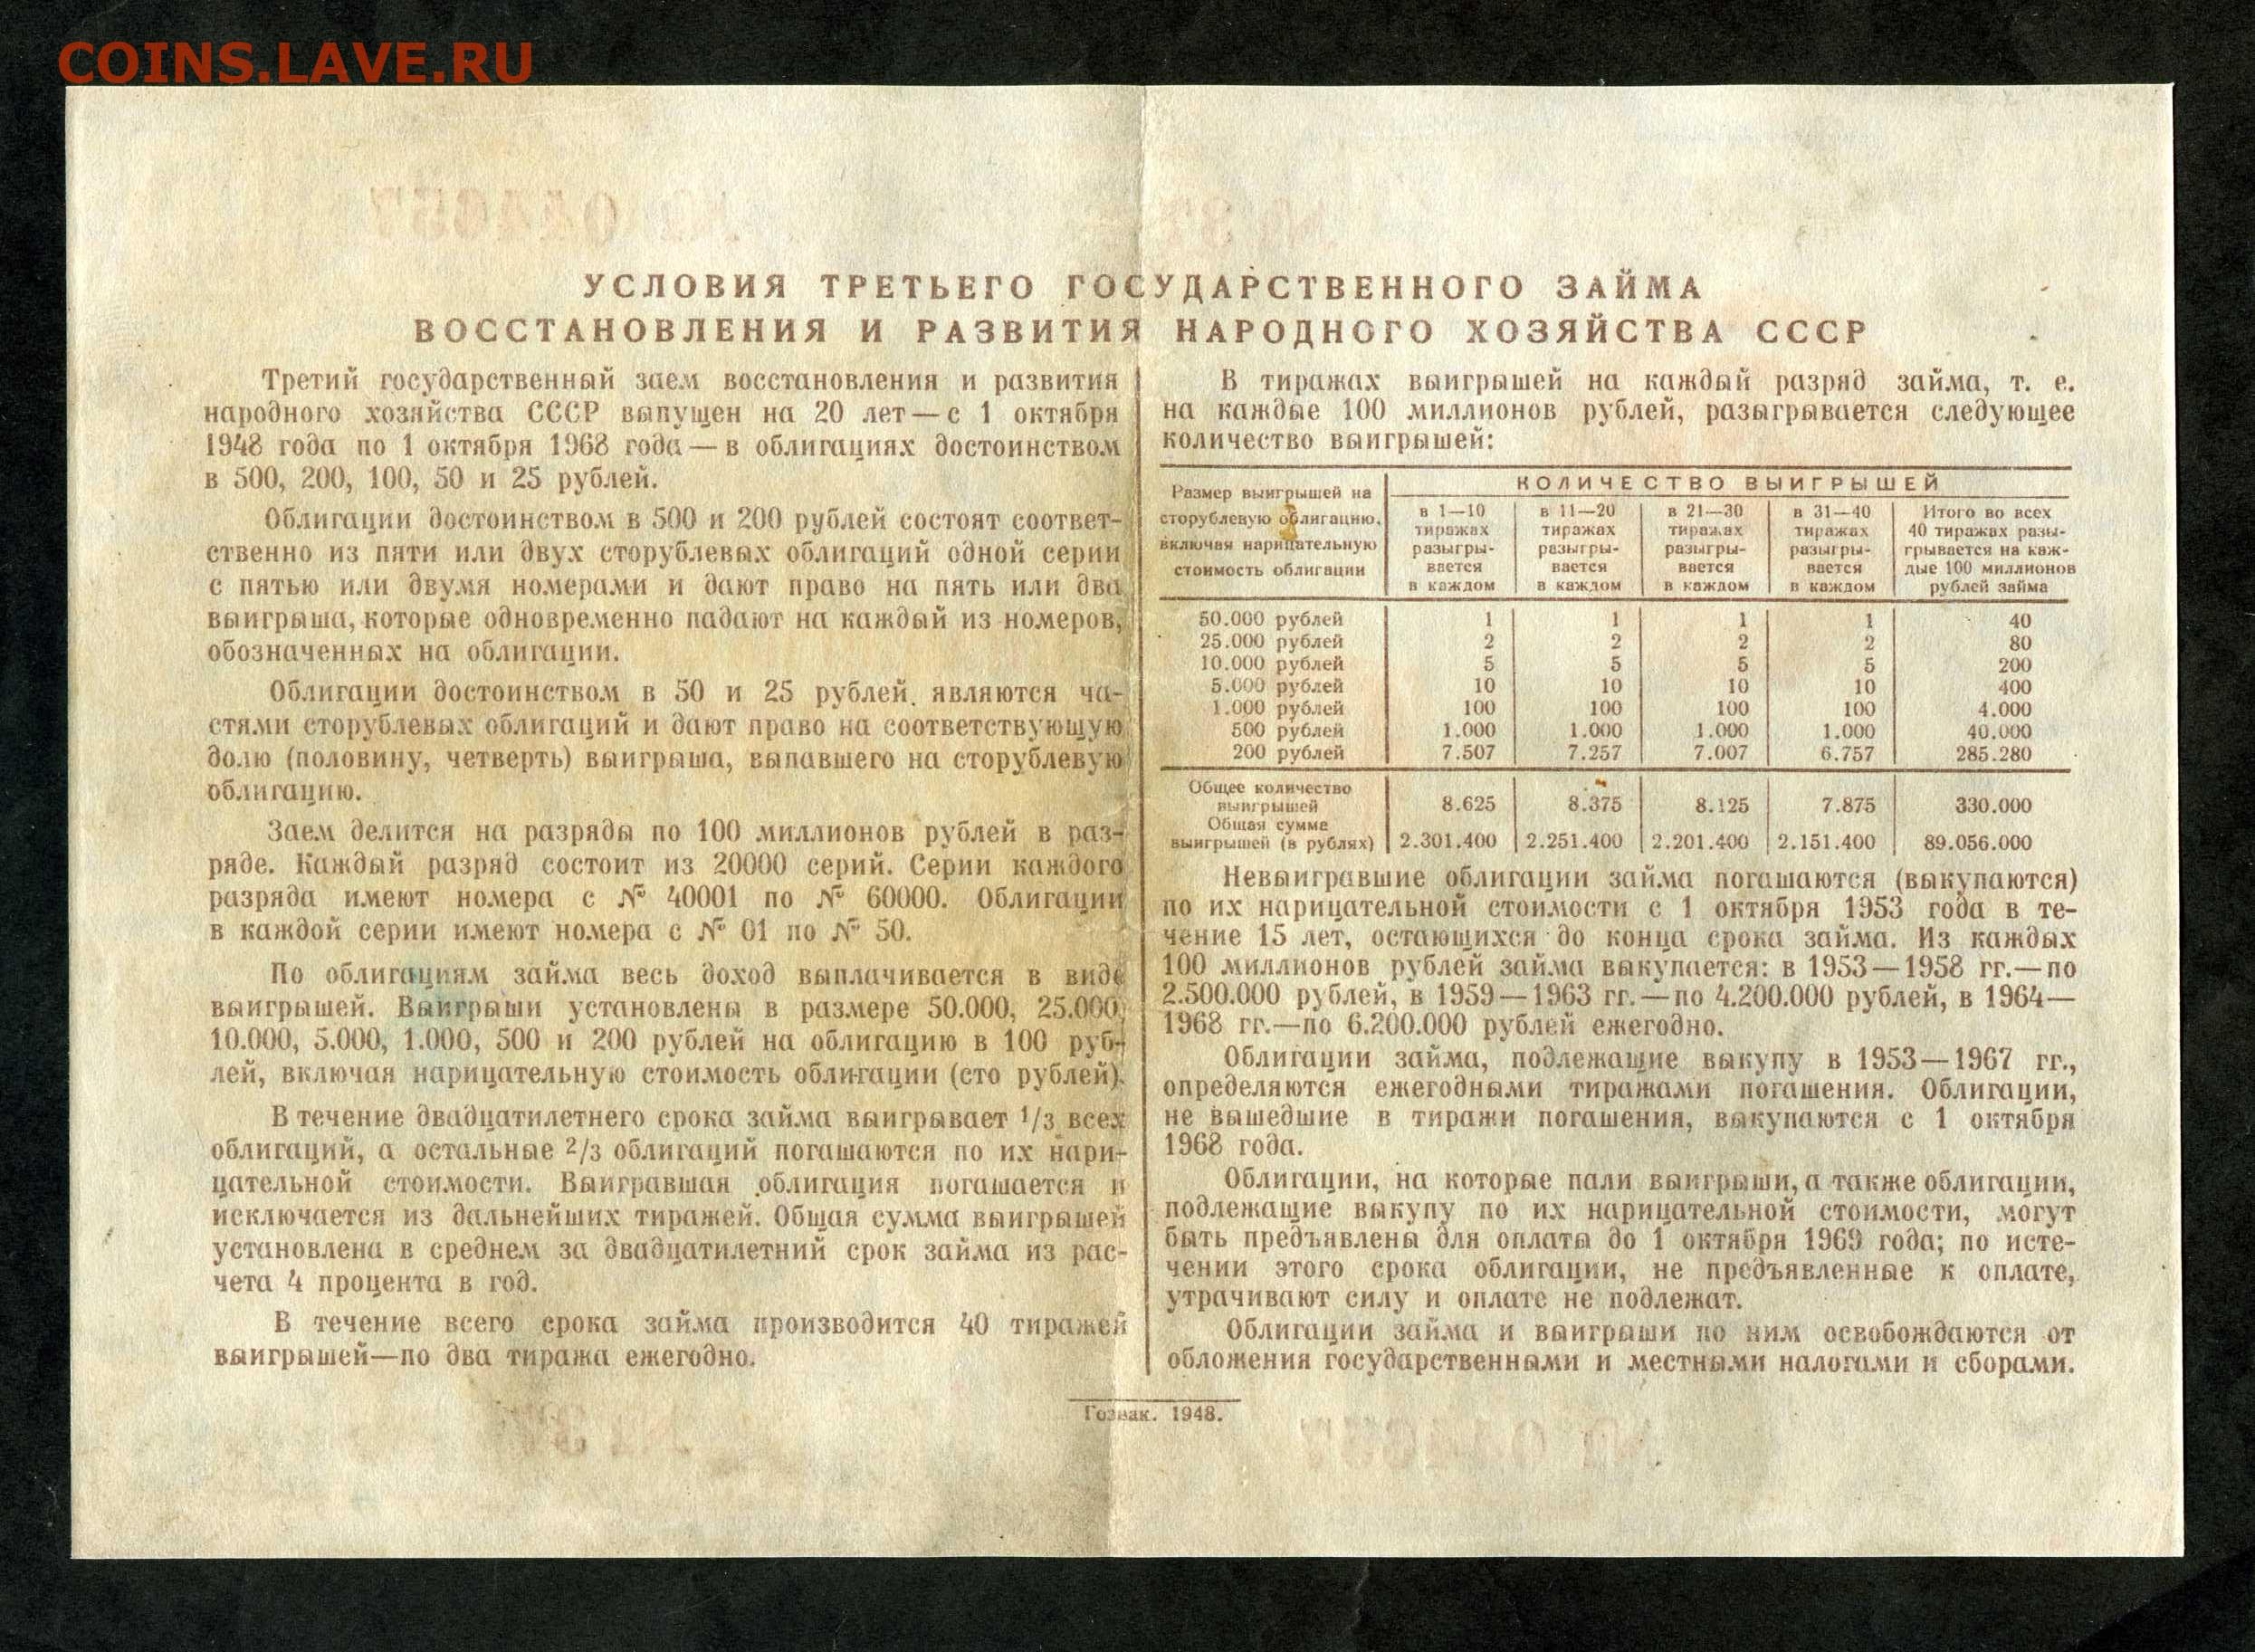 COINS.LAVE.RU
УСЛОВИЯ ТРЕТЬЕГО ГОСУДАРСТВЕННОГО ЗАЙМА
ВОССТАНОВЛЕНИЯ И РАЗВИТИЯ НАРОДНОГО ХОЗЯЙСТВА СССР
Третий государственный заем восстановления и развития
народного хозяйства СССР выпущен на 20 лет — с 1 октября
1948 года по 1 октября 1968 года — в облигациях достоинством
в 500, 200, 100, 50 и 25 рублей.
Облигации достоинством в 500 и 200 рублей состоят соответ-
ственно из пяти или двух сторублевых облигаций одной серии
с пятью или двумя номерами и дают право на пять или два
выигрыша, которые одновременно падают на каждый из номеров,
обозначенных на облигации.
Облигации достоинством в 50 и 25 рублей являются ча-
стями сторублевых облигаций и дают право на соответствующую
долю (половину, четверть) выигрыша, выпавшего на сторублевую
облигацию.
Заем делится на разряды по 100 миллионов рублей в раз-
ряде. Каждый разряд состоит из 20000 серий. Серии каждого
разряда имеют номера с № 40001 по № 60000. Облигации
в каждой серии имеют номера с № 01 по № 50.
По облигациям займа весь доход выплачивается в виде
выигрышей. Выигрыши установлены в размере 50.000, 25.000,
10.000, 5.000, 1.000, 500 и 200 рублей на облигацию в 100 руб-
лей, включая нарицательную стоимость облигации (сто рублей).
В течение двадцатилетнего срока займа выигрывает 1/3 всех
облигаций, а остальные 2/3 облигаций погашаются по их нари-
цательной стоимости. Выигравшая облигация погашается и
исключается из дальнейших тиражей. Общая сумма выигрышей
установлена в среднем за двадцатилетний срок займа из рас-
чета 4 процента в год.
В течение всего срока займа производится 40 тиражей
выигрышей—по два тиража ежегодно.
В тиражах выигрышей на каждый разряд займа, т. е.
на каждые 100 миллионов рублей, разыгрывается следующее
количество выигрышей:
Размер выигрышей на
сторублевую облигацию,
включая нарицательную
стоимость облигации
КОЛИЧЕСТВО ВЫИГРЫШЕЙ
в 1—10
тиражах
разыгры-
вается
в каждом
в 11—20
тиражах
разыгры-
вается
в каждом
в 21—30
тиражах
разыгры-
вается
в каждом
в 31—40
тиражах
разыгры-
вается
в каждом
Итого во всех
40 тиражах разы-
грывается на каж-
дые 100 миллионов
рублей займа
50.000 рублей 1 1 1 1 40
25.000 рублей 2 2 2 2 80
10.000 рублей 5 5 5 5 200
5.000 рублей 10 10 10 10 400
1.000 рублей 100 100 100 100 4.000
500 рублей 1.000 1.000 1.000 1.000 40.000
200 рублей 7.507 7.257 7.007 6.757 285.280
Общее количество
выигрышей 8.625 8.375 8.125 7.875 330.000
Общая сумма
выигрышей (в рублях) 2.301.400 2.251.400 2.201.400 2.151.400 89.056.000
Невыигравшие облигации займа погашаются (выкупаются)
по их нарицательной стоимости с 1 октября 1953 года в те-
чение 15 лет, остающихся до конца срока займа. Из каждых
100 миллионов рублей займа выкупается: в 1953—1958 гг.—по
2.500.000 рублей, в 1959—1963 гг.—по 4.200.000 рублей, в 1964—
1968 гг.—по 6.200.000 рублей ежегодно.
Облигации займа, подлежащие выкупу в 1953—1967 гг.,
определяются ежегодными тиражами погашения. Облигации,
не вышедшие в тиражи погашения, выкупаются с 1 октября
1968 года.
Облигации, на которые пали выигрыши, а также облигации,
подлежащие выкупу по их нарицательной стоимости, могут
быть предъявлены для оплаты до 1 октября 1969 года; по исте-
чении этого срока облигации, не предъявленные к оплате,
утрачивают силу и оплате не подлежат.
Облигации займа и выигрыши по ним освобождаются от
обложения государственными и местными налогами и сборами.
Гознак. 1948.